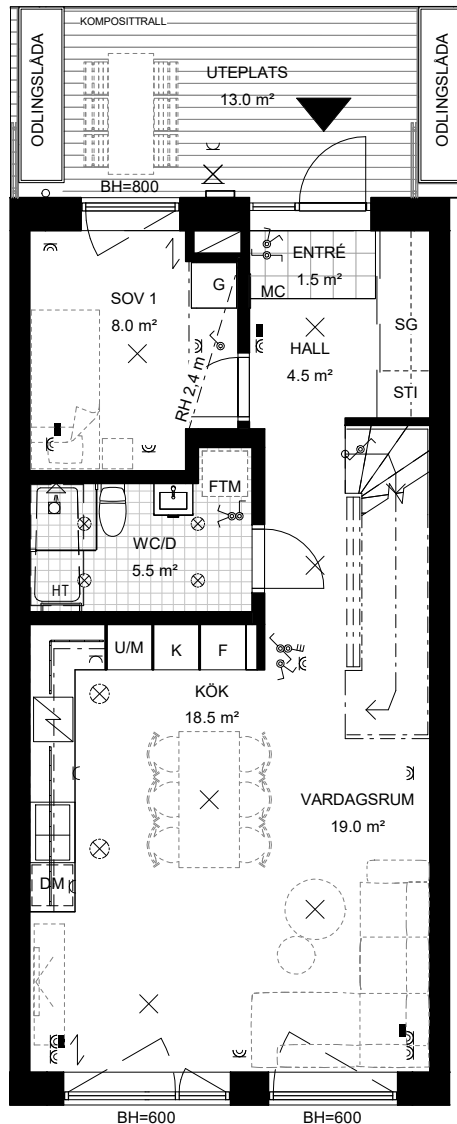 KOMPOSITTRALL
ODLINGSLÅDA
UTEPLATS
13.0 m²
ODLINGSLÅDA
BH=800
ENTRÉ
1.5 m²
G
MC
SOV 1
8.0 m²
SG
HALL
4.5 m²
RH 2.4 m
STI
FTM
WC/D
5.5 m²
HT
U/M
K
F
KÖK
18.5 m²
VARDAGSRUM
19.0 m²
DM
BH=600
BH=600